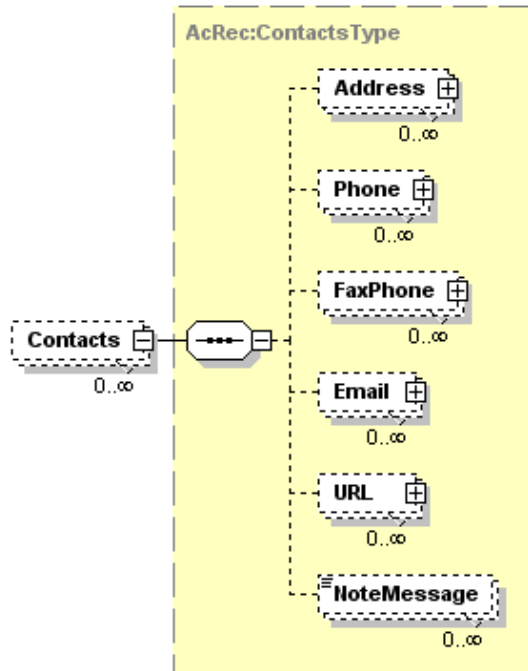 AcRec:ContactsType
Address
0..∞
Phone
0..∞
FaxPhone
0..∞
Contacts
0..∞
Email
0..∞
URL
0..∞
NoteMessage
0..∞